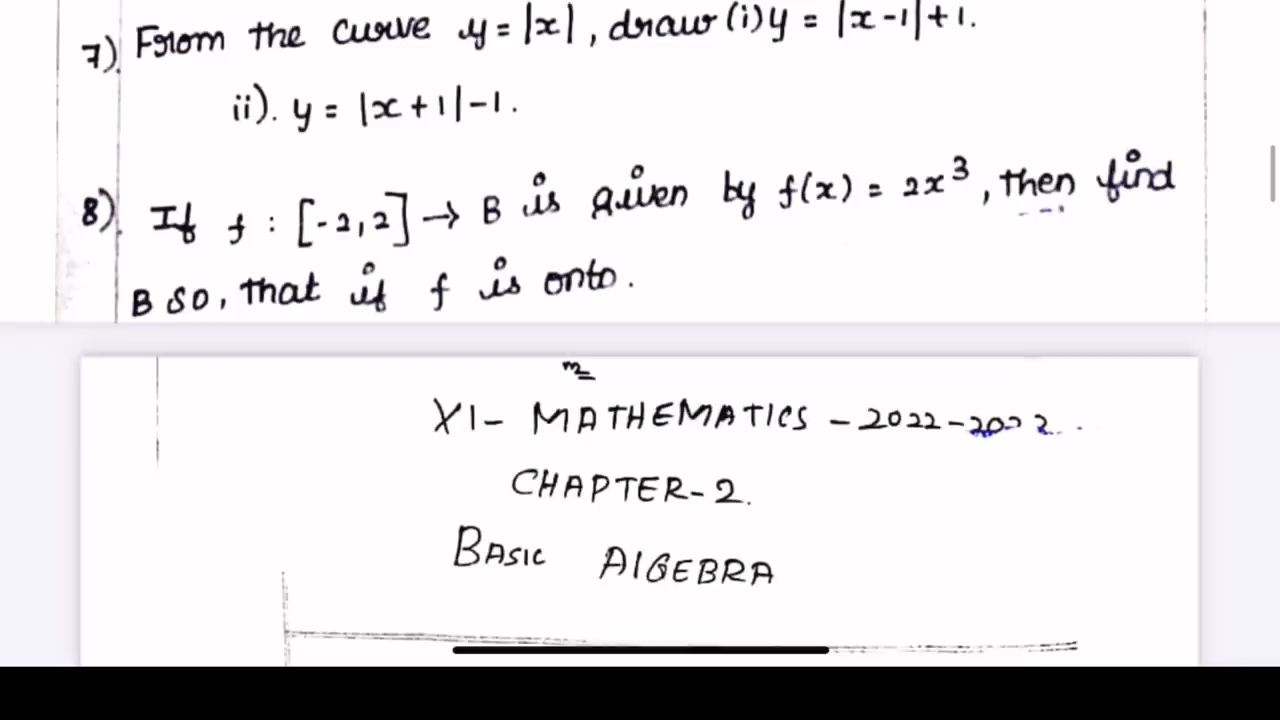 7). From the curve y = |x|, draw (i) y = |x - 1| + 1.
ii). y = |x + 1| - 1.
8). If f : [-2, 2] → B is given by f(x) = 2x³, then find
B so, that if f is onto.
XI - MATHEMATICS - 2022 - 2023.
CHAPTER - 2.
BASIC ALGEBRA